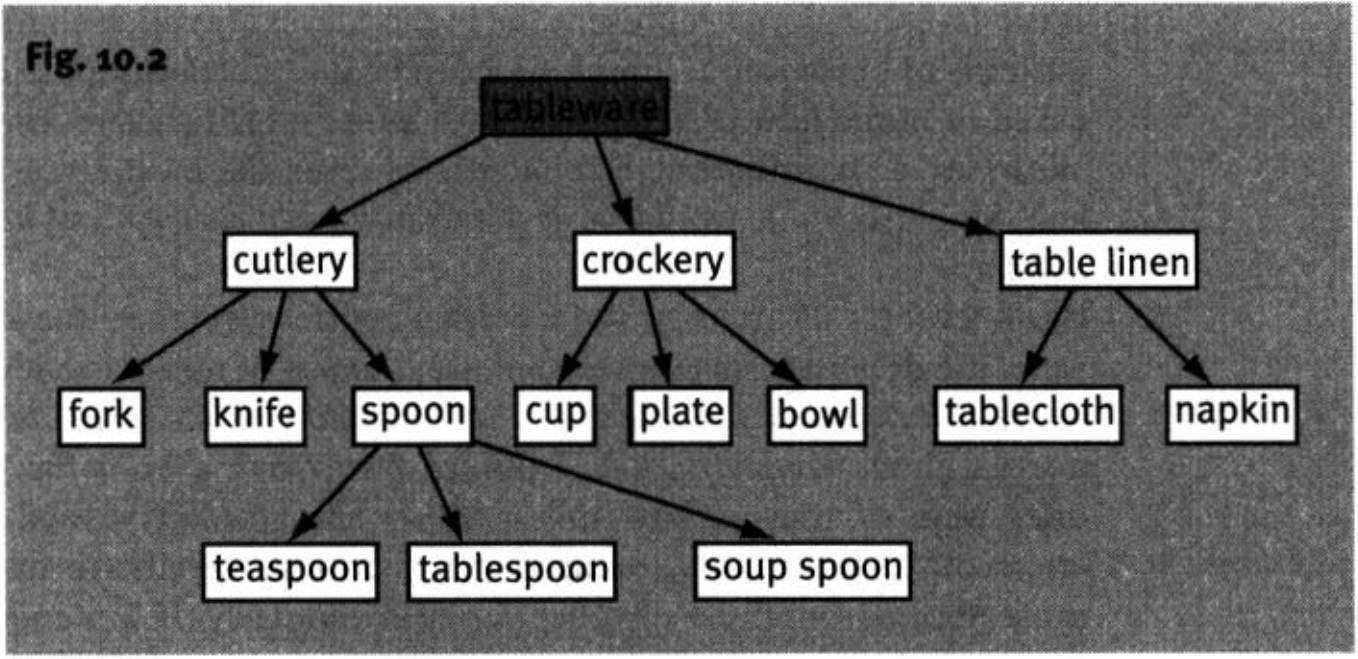 Fig. 10.2
tableware
cutlery crockery table linen
fork knife spoon cup plate bowl tablecloth napkin
teaspoon tablespoon soup spoon